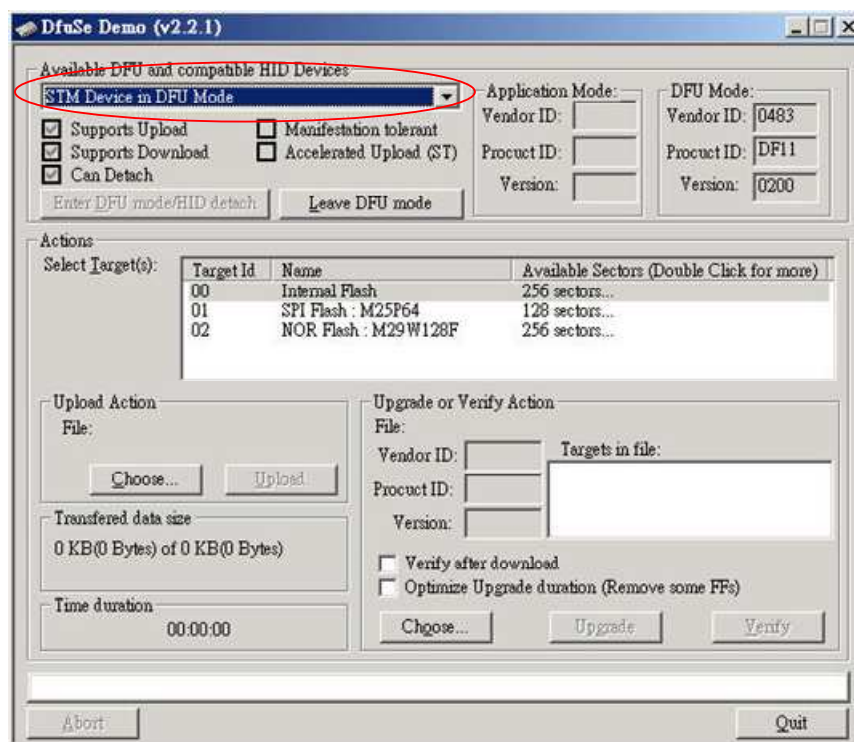 DfuSe Demo (v2.2.1)
Available DFU and compatible HID Devices
STM Device in DFU Mode
Supports Upload
Manifestation tolerant
Supports Download
Accelerated Upload (ST)
Can Detach
Enter DFU mode/HID detach
Leave DFU mode
Application Mode:
Vendor ID:
Procuct ID:
Version:
DFU Mode:
Vendor ID: 0483
Procuct ID: DF11
Version: 0200
Actions
Select Target(s):
Target Id Name Available Sectors (Double Click for more)
00 Internal Flash 256 sectors...
01 SPI Flash : M25P64 128 sectors...
02 NOR Flash : M29W128F 256 sectors...
Upload Action
File:
Choose...
Upload
Transfered data size
0 KB(0 Bytes) of 0 KB(0 Bytes)
Time duration
00:00:00
Upgrade or Verify Action
File:
Vendor ID:
Procuct ID:
Version:
Targets in file:
Verify after download
Optimize Upgrade duration (Remove some FFs)
Choose...
Upgrade
Verify
Abort
Quit